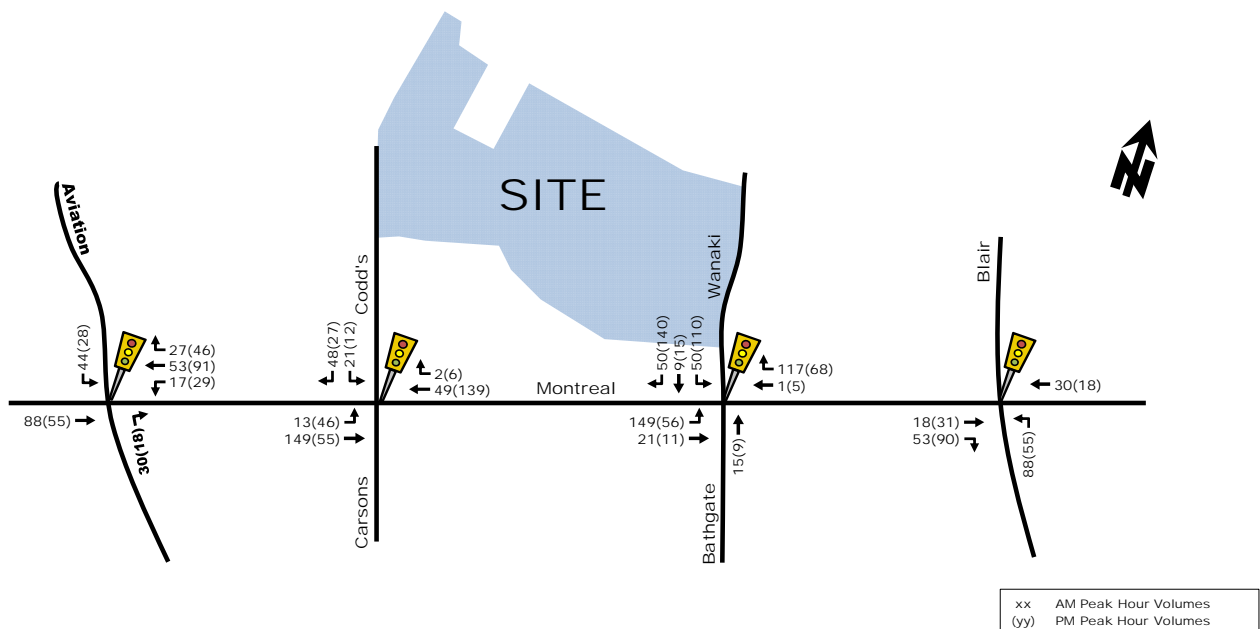 SITE
Aviation
Codd's
Wanaki
Blair
44(28)
27(46)
53(91)
17(29)
88(55)
30(18)
48(27)
21(12)
2(6)
49(139)
Montreal
13(46)
149(55)
Carsons
50(140)
9(15)
50(110)
117(68)
1(5)
149(56)
21(11)
15(9)
Bathgate
30(18)
18(31)
53(90)
88(55)
N
xx AM Peak Hour Volumes
(yy) PM Peak Hour Volumes